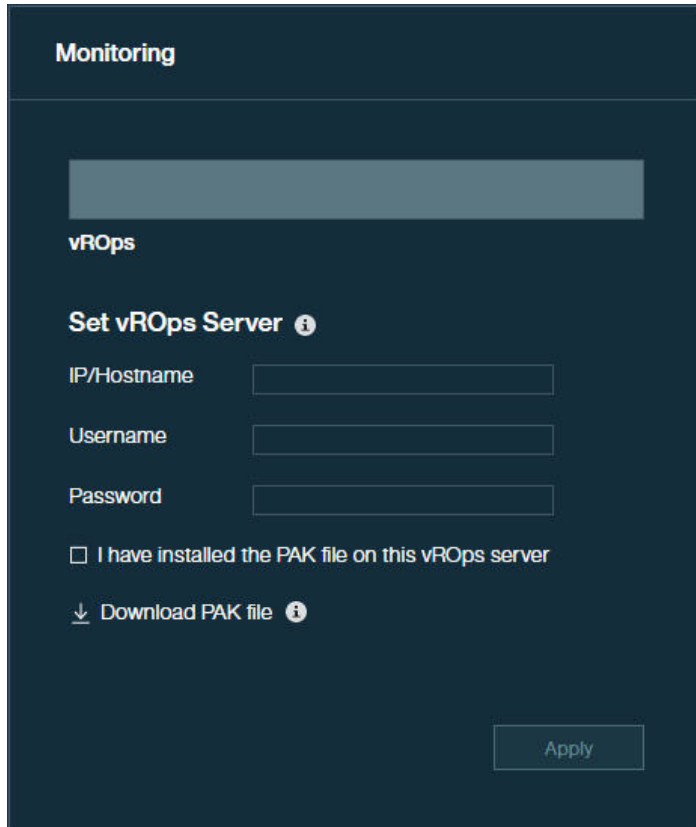 Monitoring
vROps
Set vROps Server
IP/Hostname
Username
Password
I have installed the PAK file on this vROps server
Download PAK file
Apply